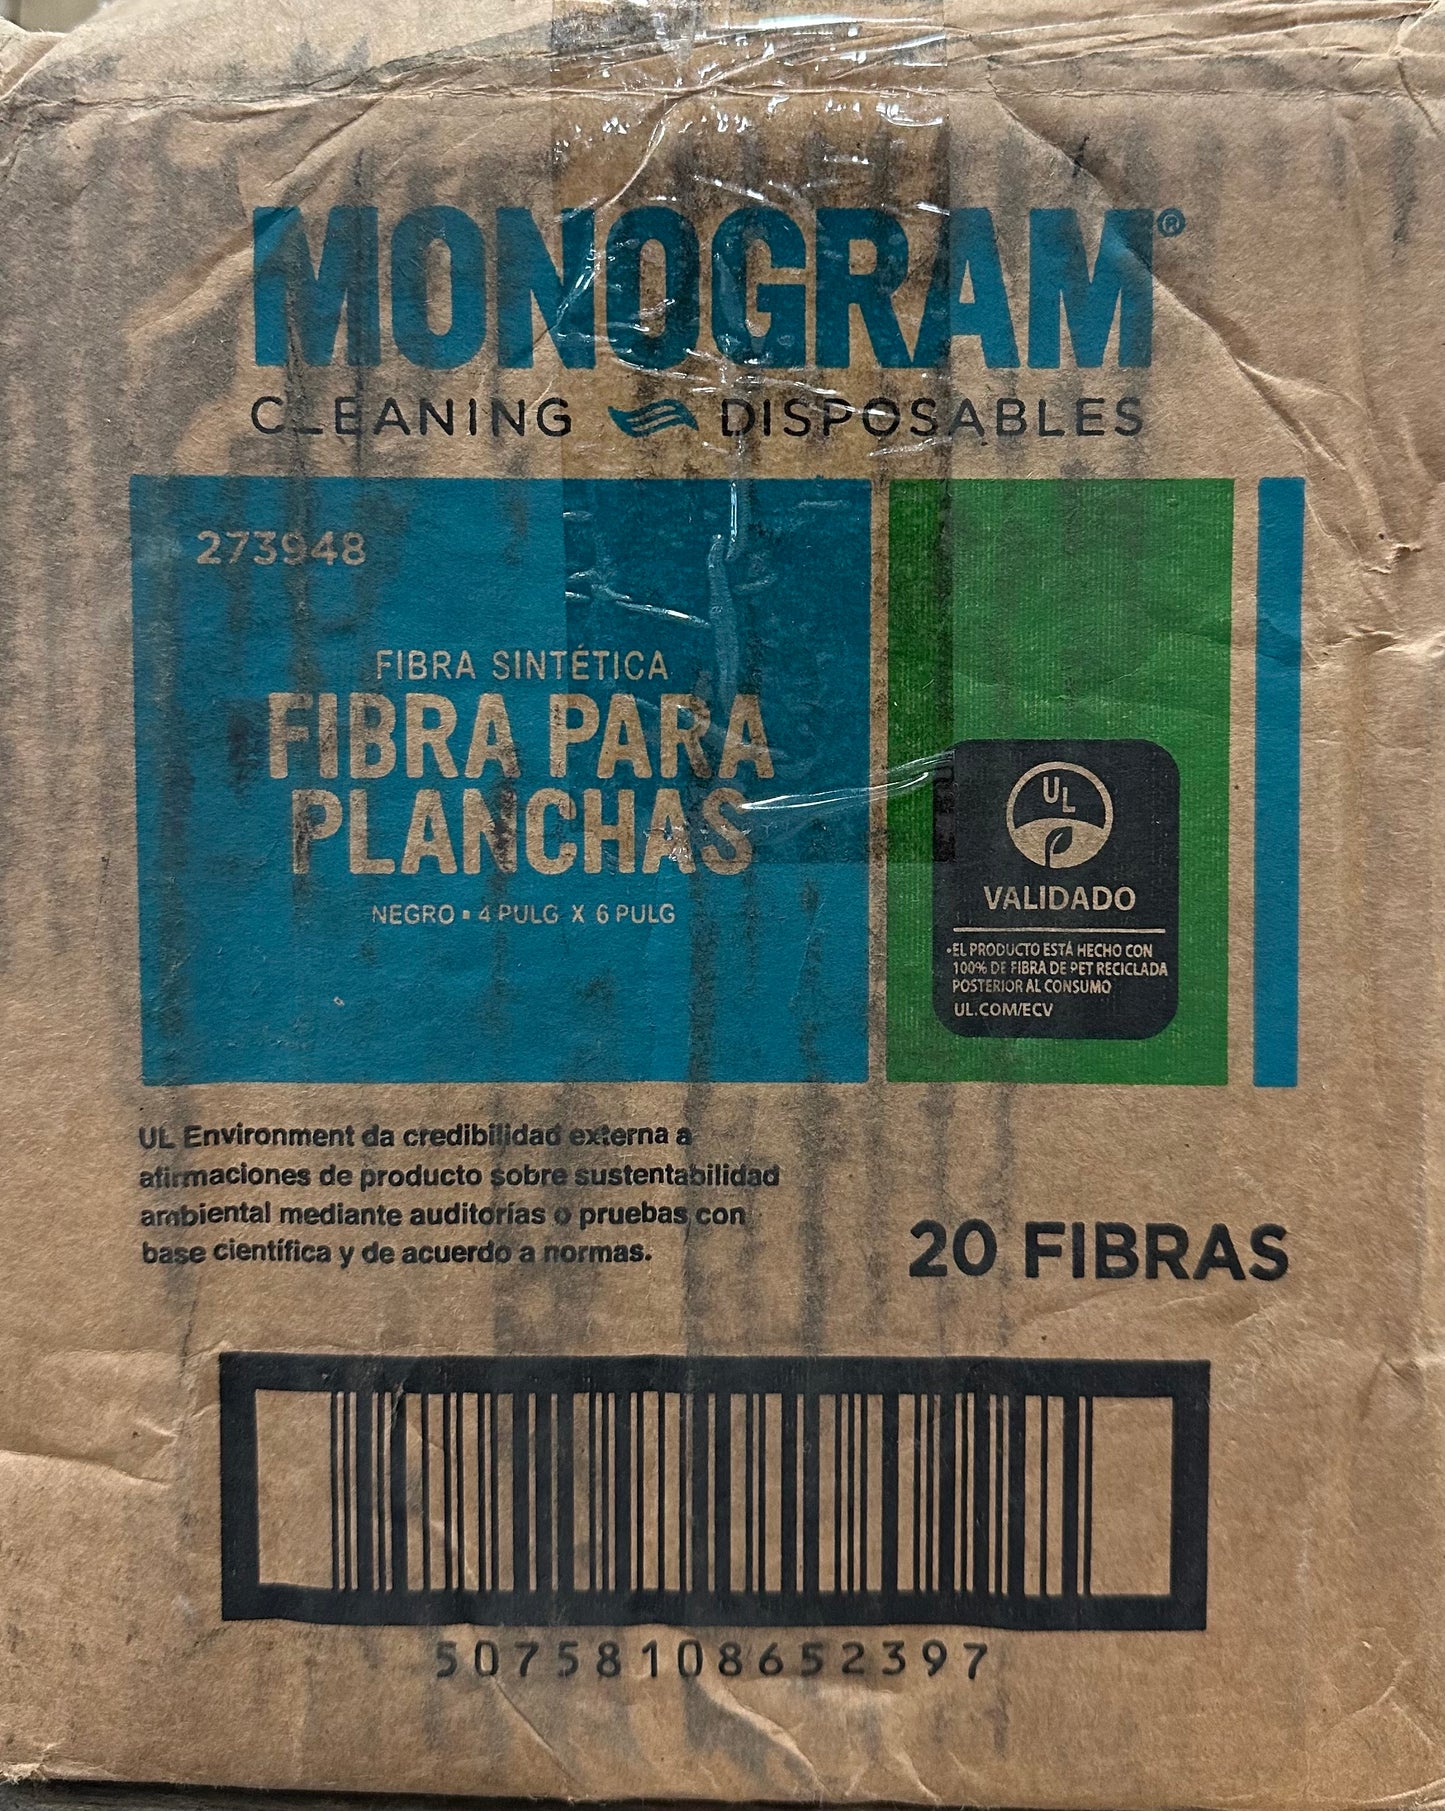 MONOGRAM®
CLEANING DISPOSABLES
273948
FIBRA SINTÉTICA
FIBRA PARA
PLANCHAS
NEGRO ▪ 4 PULG X 6 PULG
UL
VALIDADO
•EL PRODUCTO ESTÁ HECHO CON
100% DE FIBRA DE PET RECICLADA
POSTERIOR AL CONSUMO
UL.COM/ECV
UL Environment da credibilidad externa a
afirmaciones de producto sobre sustentabilidad
ambiental mediante auditorías o pruebas con
base científica y de acuerdo a normas.
20 FIBRAS
50758108652397